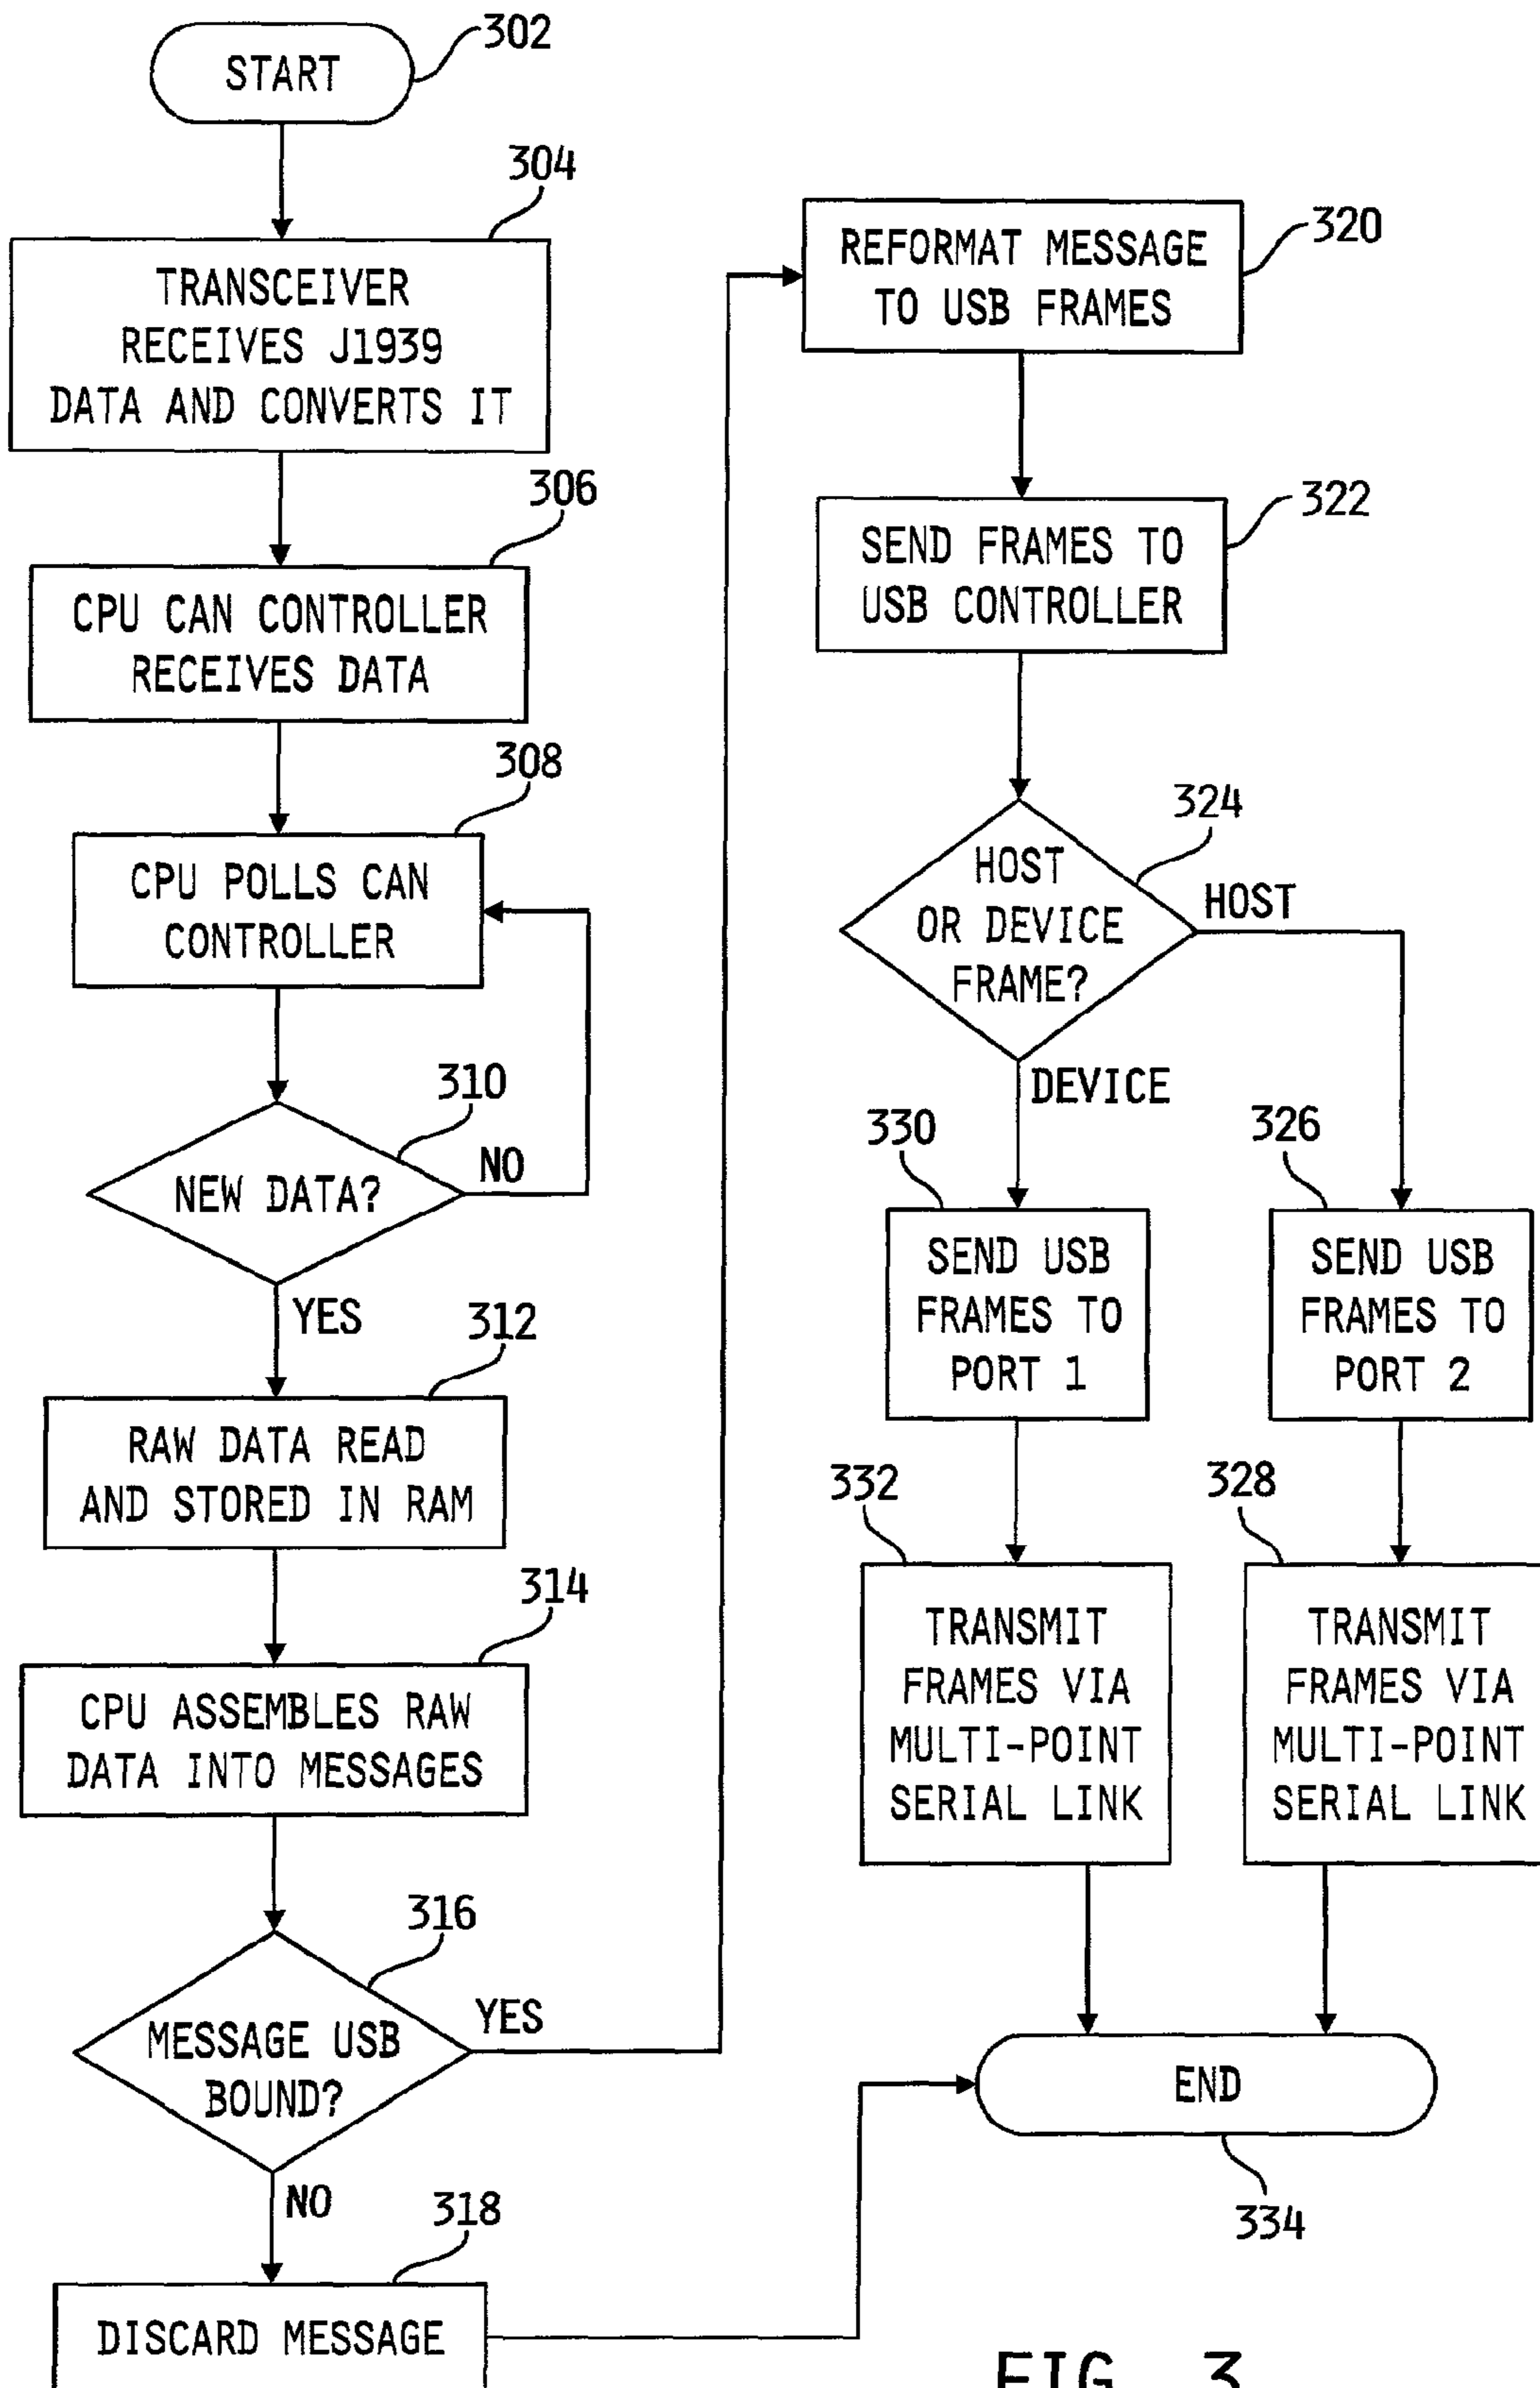 START
302
304
TRANSCEIVER
RECEIVES J1939
DATA AND CONVERTS IT
306
CPU CAN CONTROLLER
RECEIVES DATA
308
CPU POLLS CAN
CONTROLLER
310
NEW DATA?
NO
YES
312
RAW DATA READ
AND STORED IN RAM
314
CPU ASSEMBLES RAW
DATA INTO MESSAGES
316
MESSAGE USB
BOUND?
YES
NO
318
DISCARD MESSAGE
320
REFORMAT MESSAGE
TO USB FRAMES
322
SEND FRAMES TO
USB CONTROLLER
324
HOST
OR DEVICE
FRAME?
HOST
DEVICE
330
SEND USB
FRAMES TO
PORT 1
326
SEND USB
FRAMES TO
PORT 2
332
TRANSMIT
FRAMES VIA
MULTI-POINT
SERIAL LINK
328
TRANSMIT
FRAMES VIA
MULTI-POINT
SERIAL LINK
END
334
FIG. 3